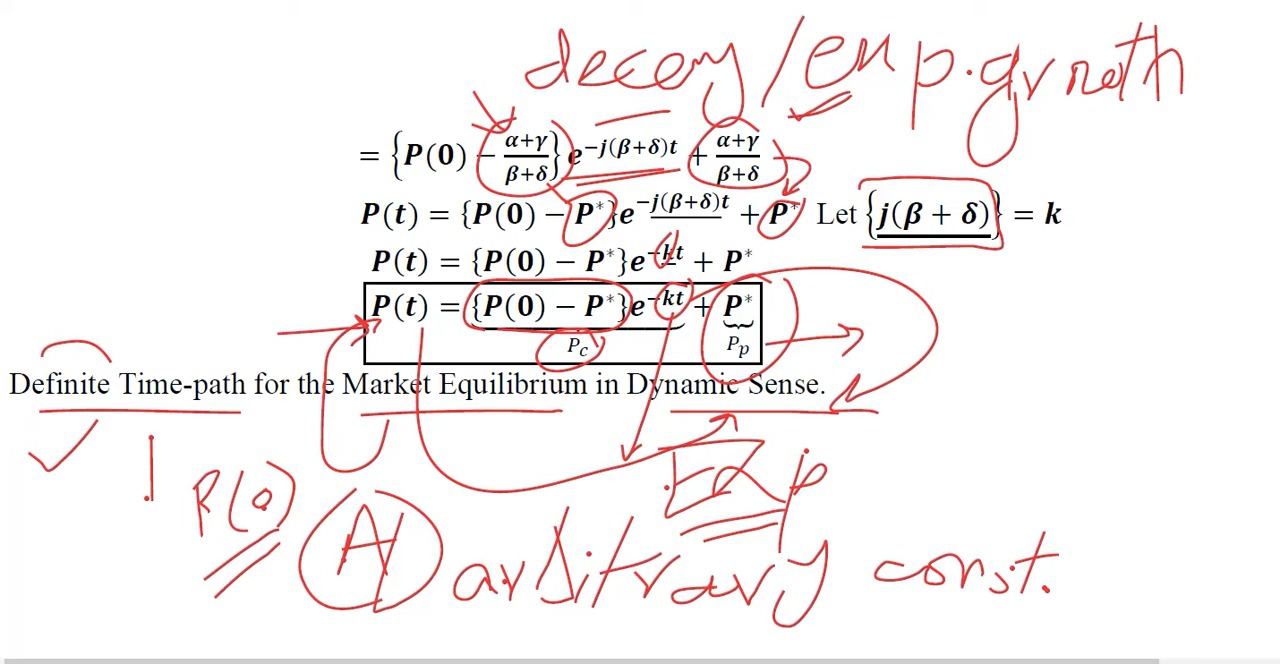 decay/exp.growth
= {P(0) − (α+γ)/(β+δ)} e^{−j(β+δ)t} + (α+γ)/(β+δ)
P(t) = {P(0) − P*}e^{−j(β+δ)t} + P* Let {j(β + δ)} = k
P(t) = {P(0) − P*}e^{−kt} + P*
P(t) = {P(0) − P*}e^{−kt} + P*
P_c P_p
Definite Time-path for the Market Equilibrium in Dynamic Sense.
P(0) A
arbitrary const.